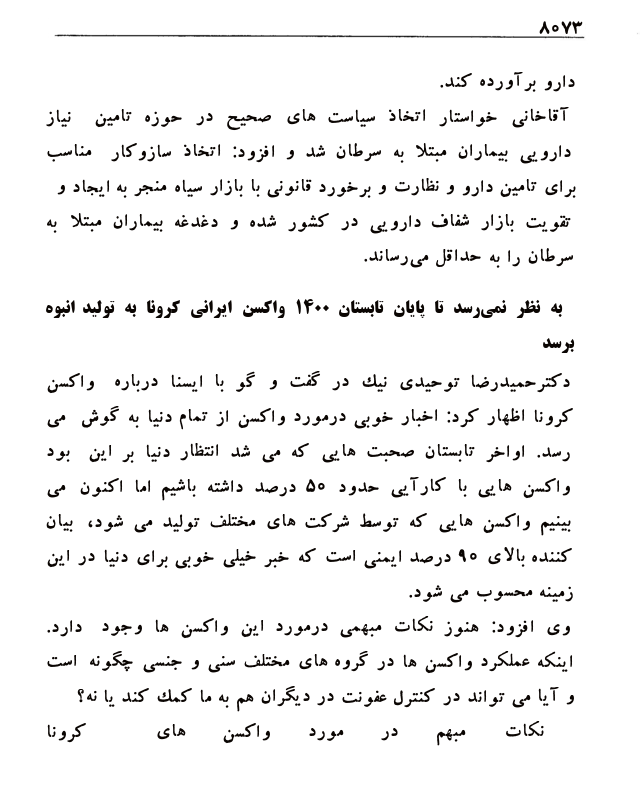 ۸۰۷۳
دارو برآورده کند.
آقاخانی خواستار اتخاذ سیاست های صحیح در حوزه تامین نیاز
دارویی بیماران مبتلا به سرطان شد و افزود: اتخاذ سازوکار مناسب
برای تامین دارو و نظارت و برخورد قانونی با بازار سیاه منجر به ایجاد و
تقویت بازار شفاف دارویی در کشور شده و دغدغه بیماران مبتلا به
سرطان را به حداقل می‌رساند.
به نظر نمی‌رسد تا پایان تابستان ۱۴۰۰ واکسن ایرانی کرونا به تولید انبوه
برسد
دکترحمیدرضا توحیدی نیك در گفت و گو با ایسنا درباره واکسن
کرونا اظهار کرد: اخبار خوبی درمورد واکسن از تمام دنیا به گوش می
رسد. اواخر تابستان صحبت هایی که می شد انتظار دنیا بر این بود
واکسن هایی با کارآیی حدود ۵۰ درصد داشته باشیم اما اکنون می
بینیم واکسن هایی که توسط شرکت های مختلف تولید می شود، بیان
کننده بالای ۹۰ درصد ایمنی است که خبر خیلی خوبی برای دنیا در این
زمینه محسوب می شود.
وی افزود: هنوز نکات مبهمی درمورد این واکسن ها وجود دارد.
اینکه عملکرد واکسن ها در گروه های مختلف سنی و جنسی چگونه است
و آیا می تواند در کنترل عفونت در دیگران هم به ما کمك کند یا نه؟
نکات مبهم در مورد واکسن های کرونا